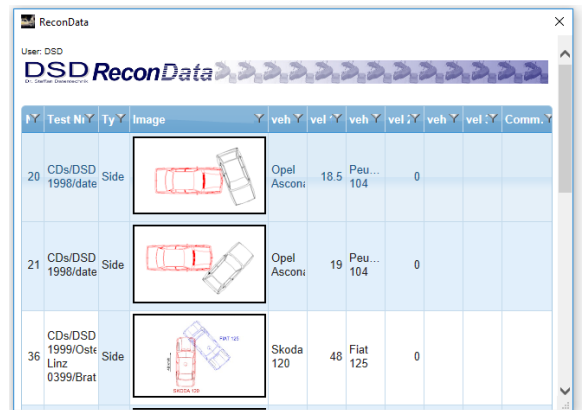 ReconData
User: DSD
DSD ReconData
Dr. Steffan Datentechnik
Test Nr Ty Image veh vel veh vel veh vel Comm.
20 CDs/DSD 1998/date Side Opel Ascona 18.5 Peu... 104 0
21 CDs/DSD 1998/date Side Opel Ascona 19 Peu... 104 0
FIAT 125
36 CDs/DSD 1999/Oste Linz 0399/Brat Side Skoda 120 48 Fiat 125 0
SKODA 120